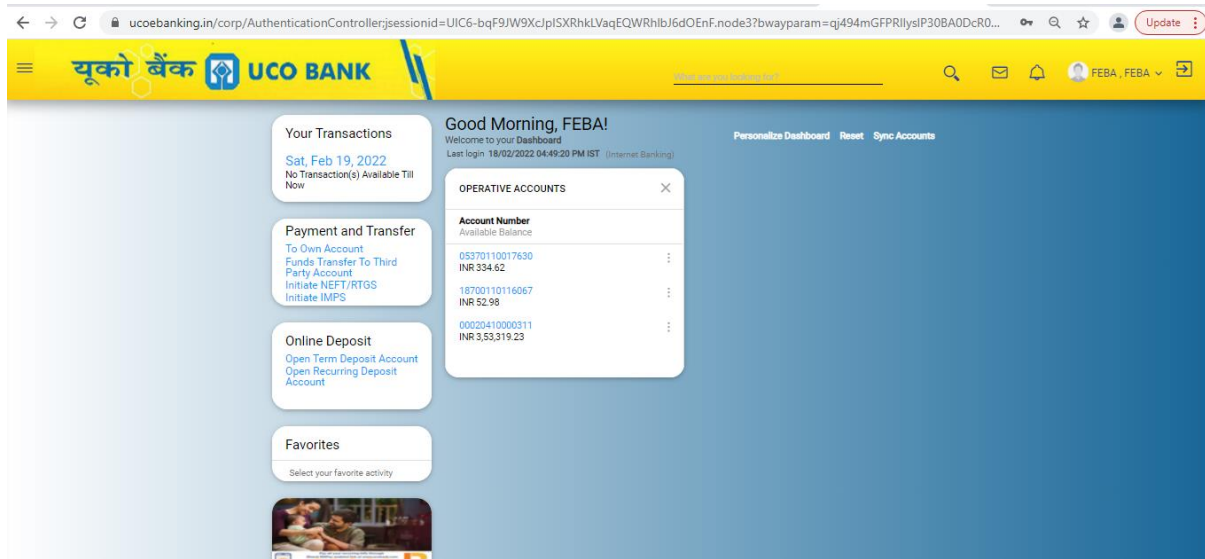 ucoebanking.in/corp/AuthenticationController;jsessionid=UIC6-bqF9JW9XcJpISXRhkLVaqEQWRhlbJ6dOEnF.node3?bwayparam=qj494mGFPRIlyslP30BA0DcR0...
Update
यूको बैंक UCO BANK
What are you looking for?
FEBA , FEBA
Your Transactions
Sat, Feb 19, 2022
No Transaction(s) Available Till
Now
Payment and Transfer
To Own Account
Funds Transfer To Third
Party Account
Initiate NEFT/RTGS
Initiate IMPS
Online Deposit
Open Term Deposit Account
Open Recurring Deposit
Account
Favorites
Select your favorite activity
Good Morning, FEBA!
Welcome to your Dashboard
Last login 18/02/2022 04:49:20 PM IST (Internet Banking)
Personalize Dashboard Reset Sync Accounts
OPERATIVE ACCOUNTS
Account Number
Available Balance
05370110017630
INR 334.62
18700110116067
INR 52.98
00020410000311
INR 3,53,319.23